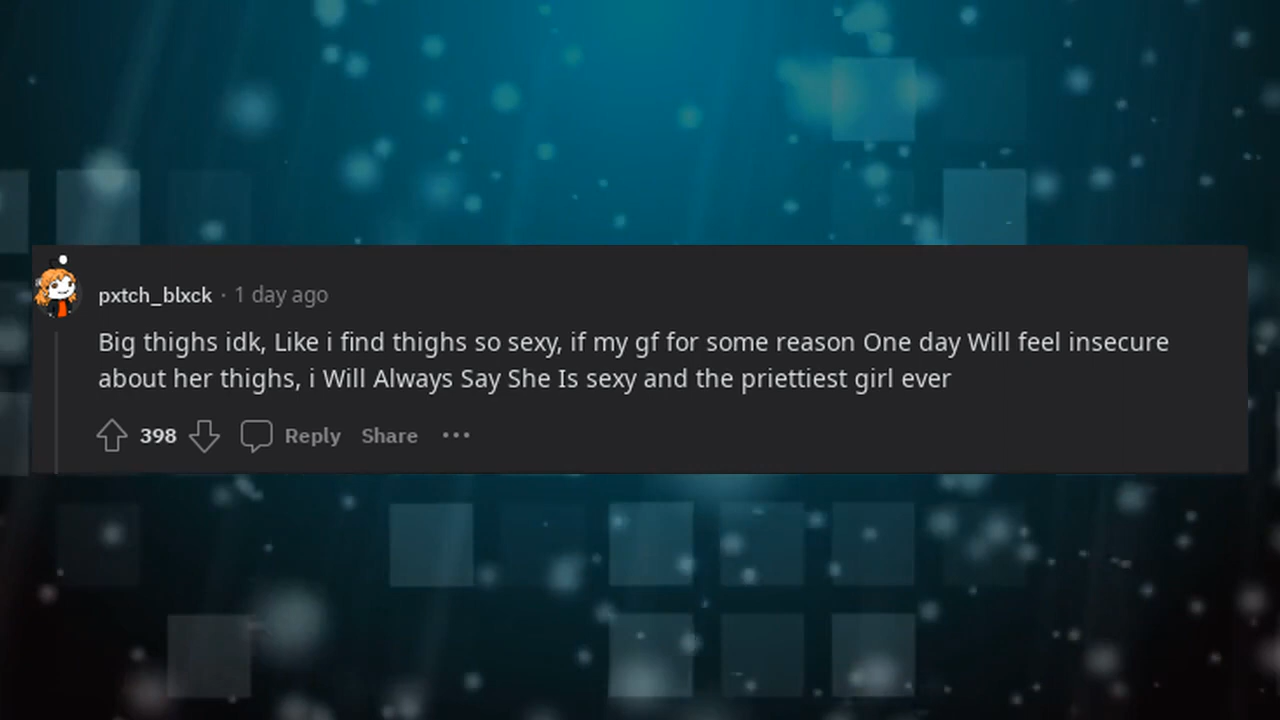 pxtch_blxck · 1 day ago
Big thighs idk, Like i find thighs so sexy, if my gf for some reason One day Will feel insecure
about her thighs, i Will Always Say She Is sexy and the priettiest girl ever
398 Reply Share ···